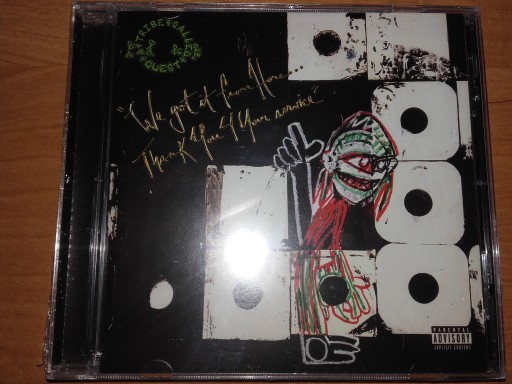 A TRIBE CALLED QUEST
"We got it from Here...
Thank You 4 Your service"
PARENTAL
ADVISORY
EXPLICIT CONTENT